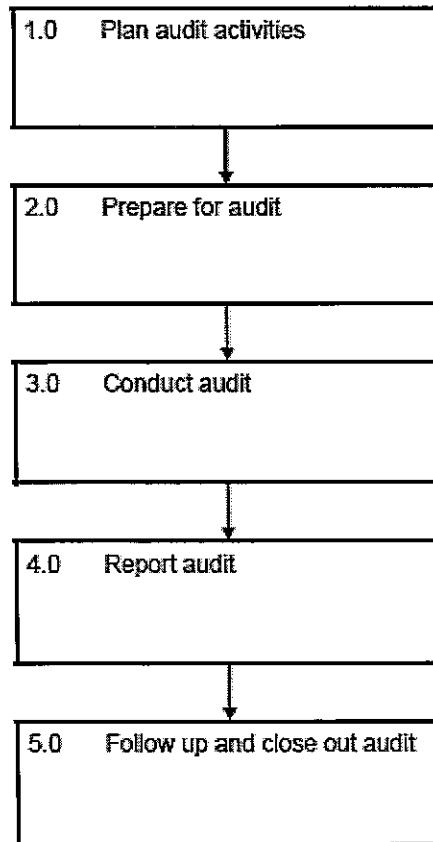 1.0 Plan audit activities
2.0 Prepare for audit
3.0 Conduct audit
4.0 Report audit
5.0 Follow up and close out audit